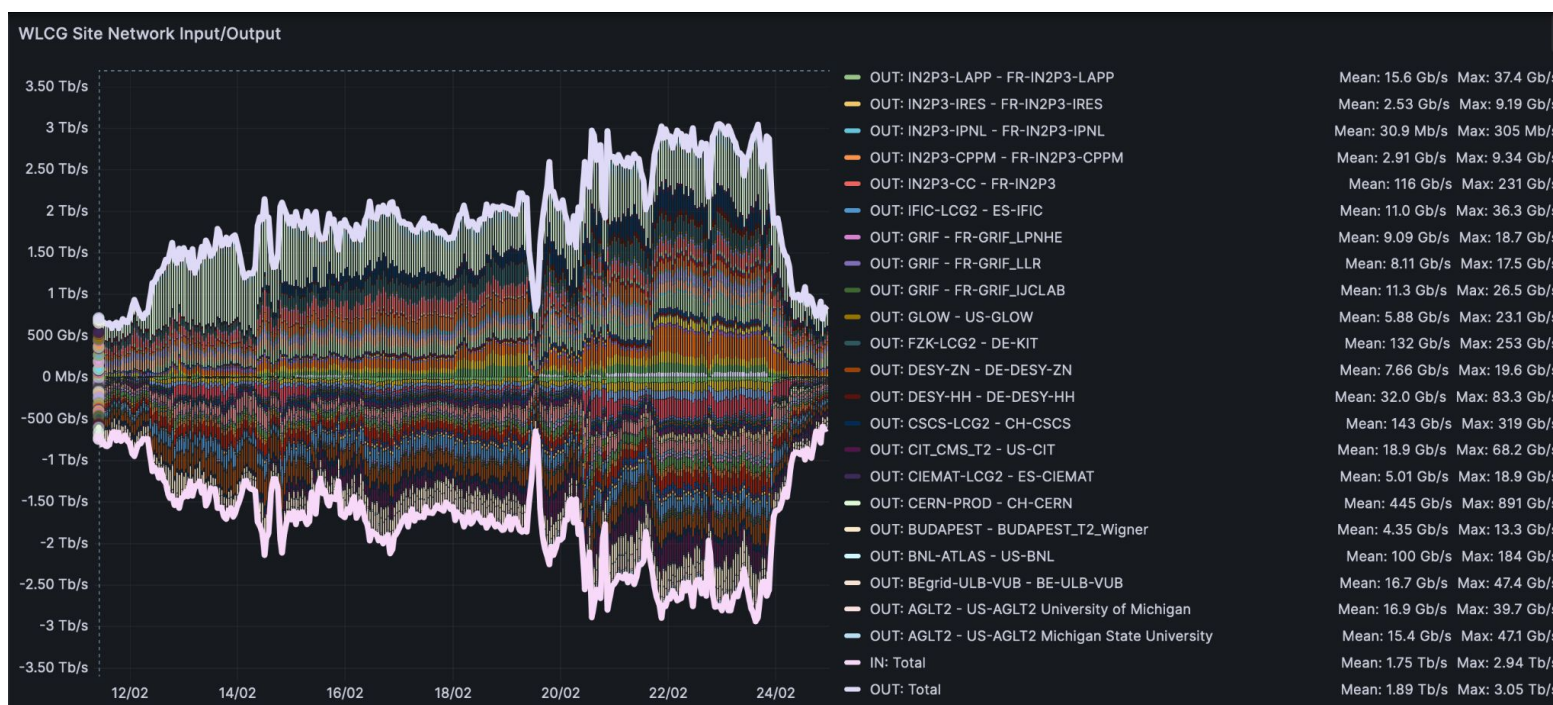 WLCG Site Network Input/Output
3.50 Tb/s
3 Tb/s
2.50 Tb/s
2 Tb/s
1.50 Tb/s
1 Tb/s
500 Gb/s
0 Mb/s
-500 Gb/s
-1 Tb/s
-1.50 Tb/s
-2 Tb/s
-2.50 Tb/s
-3 Tb/s
-3.50 Tb/s
12/02 14/02 16/02 18/02 20/02 22/02 24/02
OUT: IN2P3-LAPP - FR-IN2P3-LAPP Mean: 15.6 Gb/s Max: 37.4 Gb/s
OUT: IN2P3-IRES - FR-IN2P3-IRES Mean: 2.53 Gb/s Max: 9.19 Gb/s
OUT: IN2P3-IPNL - FR-IN2P3-IPNL Mean: 30.9 Mb/s Max: 305 Mb/s
OUT: IN2P3-CPPM - FR-IN2P3-CPPM Mean: 2.91 Gb/s Max: 9.34 Gb/s
OUT: IN2P3-CC - FR-IN2P3 Mean: 116 Gb/s Max: 231 Gb/s
OUT: IFIC-LCG2 - ES-IFIC Mean: 11.0 Gb/s Max: 36.3 Gb/s
OUT: GRIF - FR-GRIF_LPNHE Mean: 9.09 Gb/s Max: 18.7 Gb/s
OUT: GRIF - FR-GRIF_LLR Mean: 8.11 Gb/s Max: 17.5 Gb/s
OUT: GRIF - FR-GRIF_IJCLAB Mean: 11.3 Gb/s Max: 26.5 Gb/s
OUT: GLOW - US-GLOW Mean: 5.88 Gb/s Max: 23.1 Gb/s
OUT: FZK-LCG2 - DE-KIT Mean: 132 Gb/s Max: 253 Gb/s
OUT: DESY-ZN - DE-DESY-ZN Mean: 7.66 Gb/s Max: 19.6 Gb/s
OUT: DESY-HH - DE-DESY-HH Mean: 32.0 Gb/s Max: 83.3 Gb/s
OUT: CSCS-LCG2 - CH-CSCS Mean: 143 Gb/s Max: 319 Gb/s
OUT: CIT_CMS_T2 - US-CIT Mean: 18.9 Gb/s Max: 68.2 Gb/s
OUT: CIEMAT-LCG2 - ES-CIEMAT Mean: 5.01 Gb/s Max: 18.9 Gb/s
OUT: CERN-PROD - CH-CERN Mean: 445 Gb/s Max: 891 Gb/s
OUT: BUDAPEST - BUDAPEST_T2_Wigner Mean: 4.35 Gb/s Max: 13.3 Gb/s
OUT: BNL-ATLAS - US-BNL Mean: 100 Gb/s Max: 184 Gb/s
OUT: BEgrid-ULB-VUB - BE-ULB-VUB Mean: 16.7 Gb/s Max: 47.4 Gb/s
OUT: AGLT2 - US-AGLT2 University of Michigan Mean: 16.9 Gb/s Max: 39.7 Gb/s
OUT: AGLT2 - US-AGLT2 Michigan State University Mean: 15.4 Gb/s Max: 47.1 Gb/s
IN: Total Mean: 1.75 Tb/s Max: 2.94 Tb/s
OUT: Total Mean: 1.89 Tb/s Max: 3.05 Tb/s